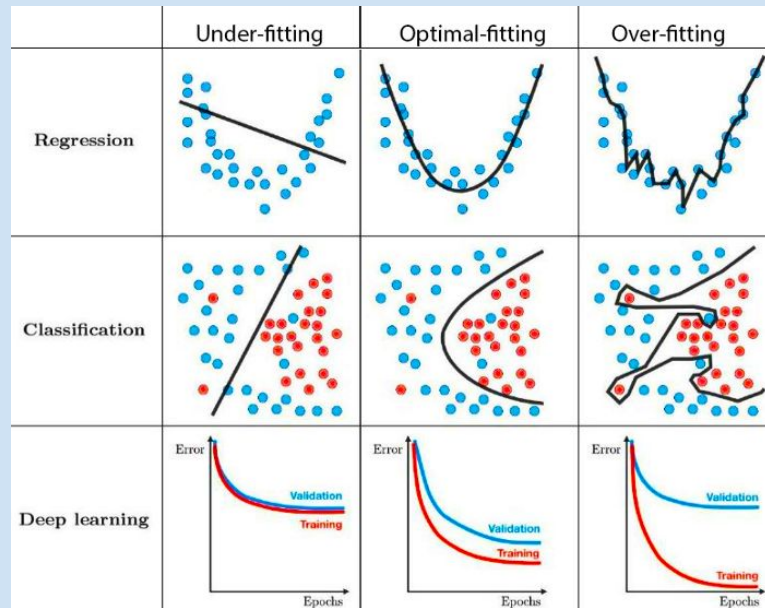 Under-fitting
Optimal-fitting
Over-fitting
Regression
Classification
Deep learning
Error
Validation
Training
Epochs
Error
Validation
Training
Epochs
Error
Validation
Training
Epochs